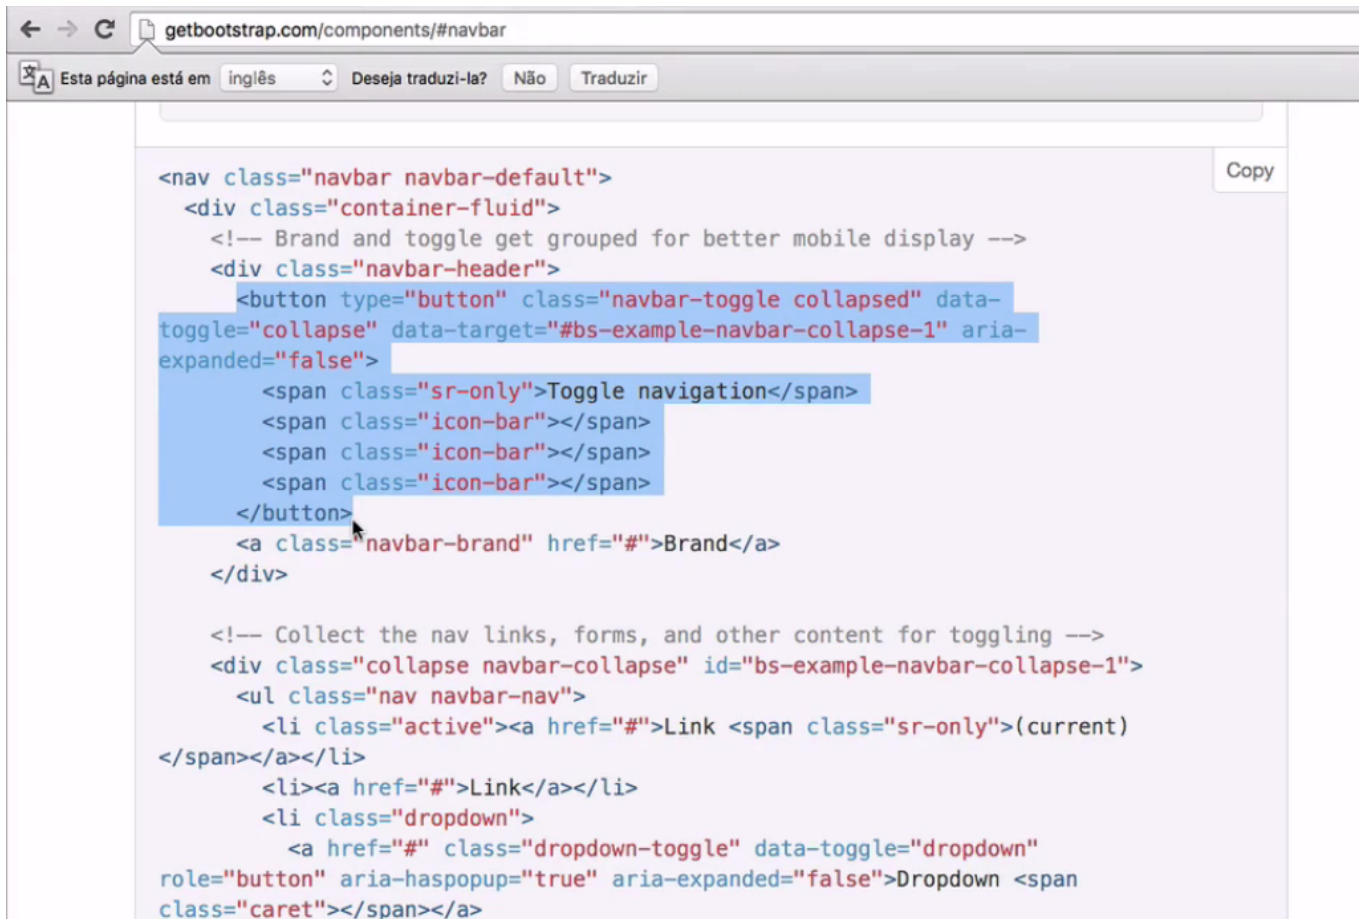 getbootstrap.com/components/#navbar
Esta página está em inglês Deseja traduzi-la? Não Traduzir
Copy
<nav class="navbar navbar-default">
  <div class="container-fluid">
    <!-- Brand and toggle get grouped for better mobile display -->
    <div class="navbar-header">
      <button type="button" class="navbar-toggle collapsed" data-
toggle="collapse" data-target="#bs-example-navbar-collapse-1" aria-
expanded="false">
        <span class="sr-only">Toggle navigation</span>
        <span class="icon-bar"></span>
        <span class="icon-bar"></span>
        <span class="icon-bar"></span>
      </button>
      <a class="navbar-brand" href="#">Brand</a>
    </div>
    <!-- Collect the nav links, forms, and other content for toggling -->
    <div class="collapse navbar-collapse" id="bs-example-navbar-collapse-1">
      <ul class="nav navbar-nav">
        <li class="active"><a href="#">Link <span class="sr-only">(current)
</span></a></li>
        <li><a href="#">Link</a></li>
        <li class="dropdown">
          <a href="#" class="dropdown-toggle" data-toggle="dropdown"
role="button" aria-haspopup="true" aria-expanded="false">Dropdown <span
class="caret"></span></a>